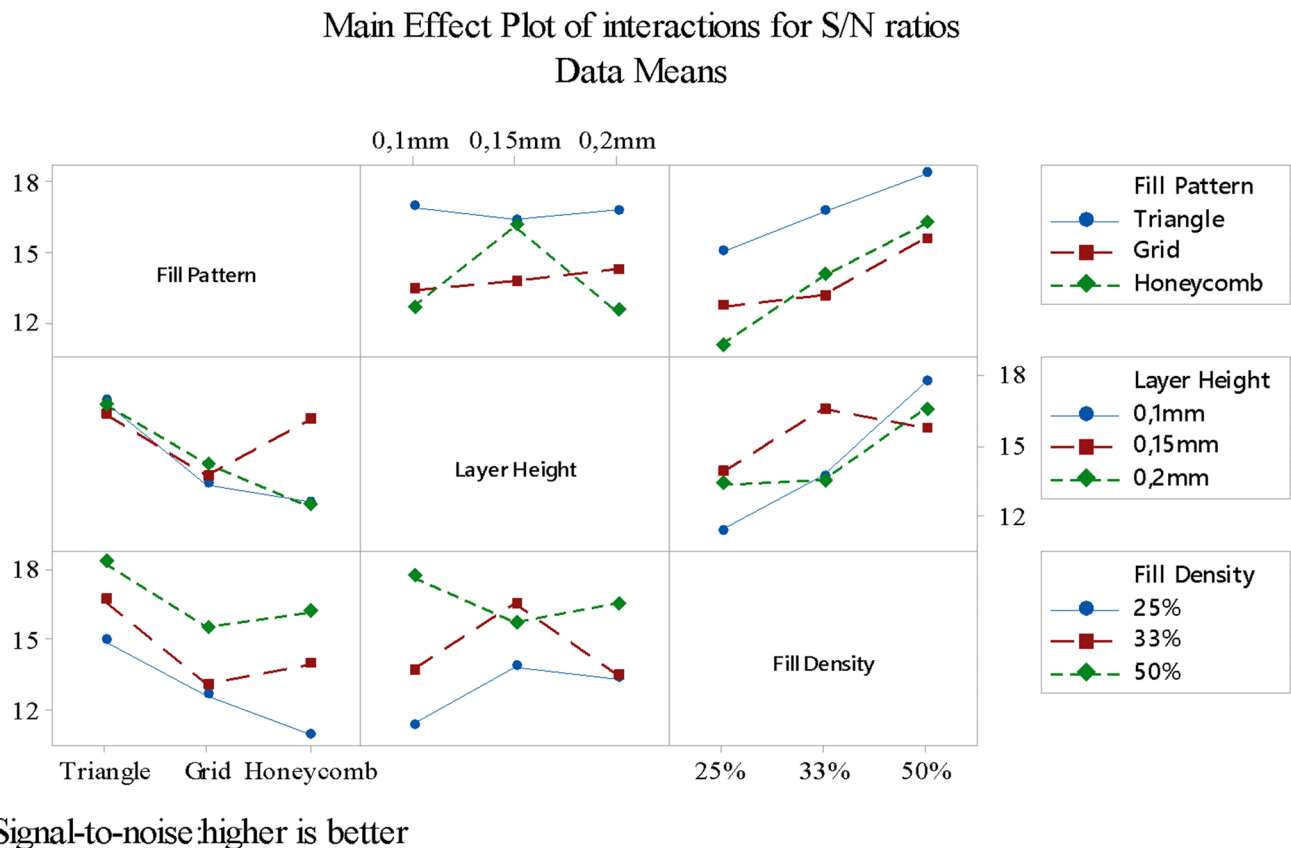 Main Effect Plot of interactions for S/N ratios
Data Means
0,1mm 0,15mm 0,2mm
18
15
12
Fill Pattern
Fill Pattern
Triangle
Grid
Honeycomb
Layer Height
18
15
12
Layer Height
0,1mm
0,15mm
0,2mm
18
15
12
Fill Density
Fill Density
25%
33%
50%
Triangle Grid Honeycomb
25% 33% 50%
Signal-to-noise:higher is better